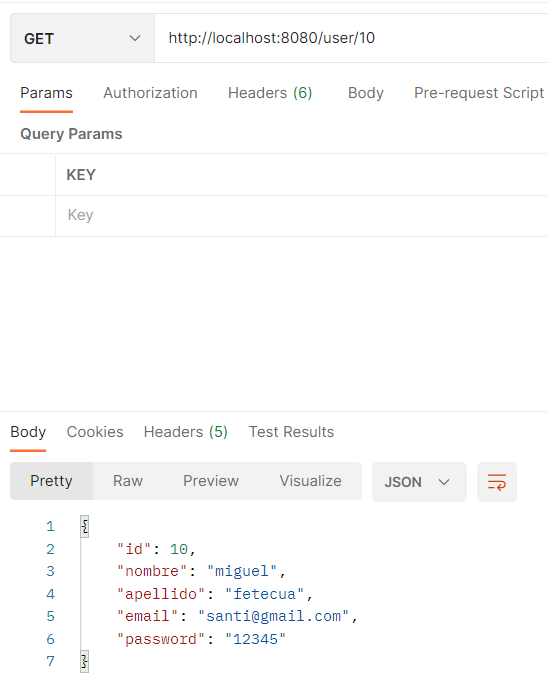 GET http://localhost:8080/user/10
Params Authorization Headers (6) Body Pre-request Script
Query Params
KEY
Key
Body Cookies Headers (5) Test Results
Pretty Raw Preview Visualize JSON
1 {
2 "id": 10,
3 "nombre": "miguel",
4 "apellido": "fetecua",
5 "email": "santi@gmail.com",
6 "password": "12345"
7 }